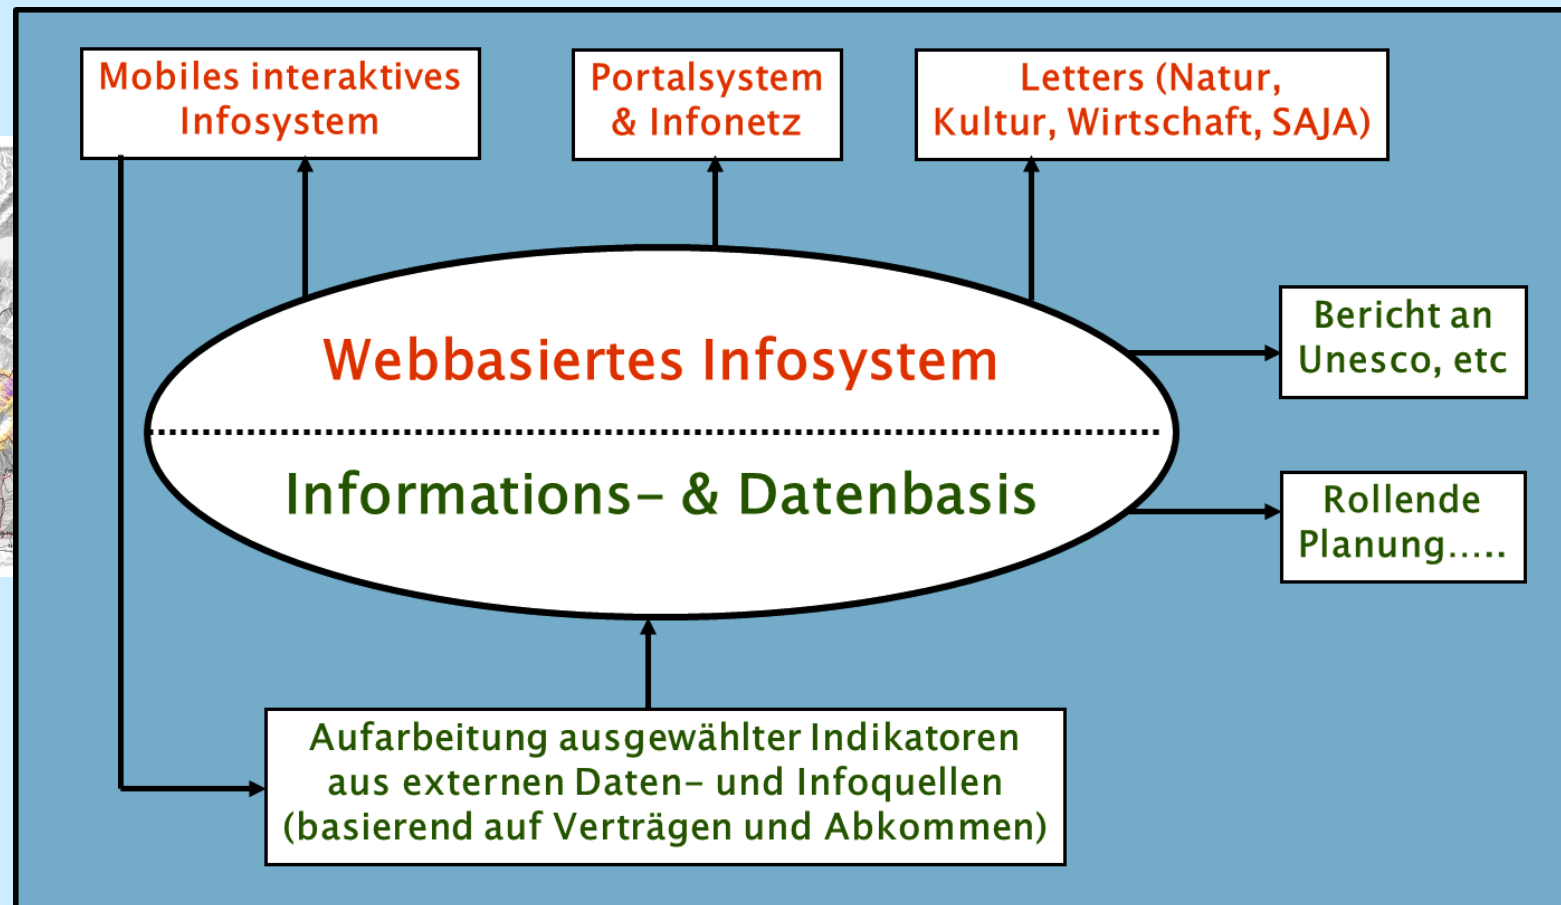 Mobiles interaktives
Infosystem
Portalsystem
& Infonetz
Letters (Natur,
Kultur, Wirtschaft, SAJA)
Webbasiertes Infosystem
Informations- & Datenbasis
Bericht an
Unesco, etc
Rollende
Planung.....
Aufarbeitung ausgewählter Indikatoren
aus externen Daten- und Infoquellen
(basierend auf Verträgen und Abkommen)